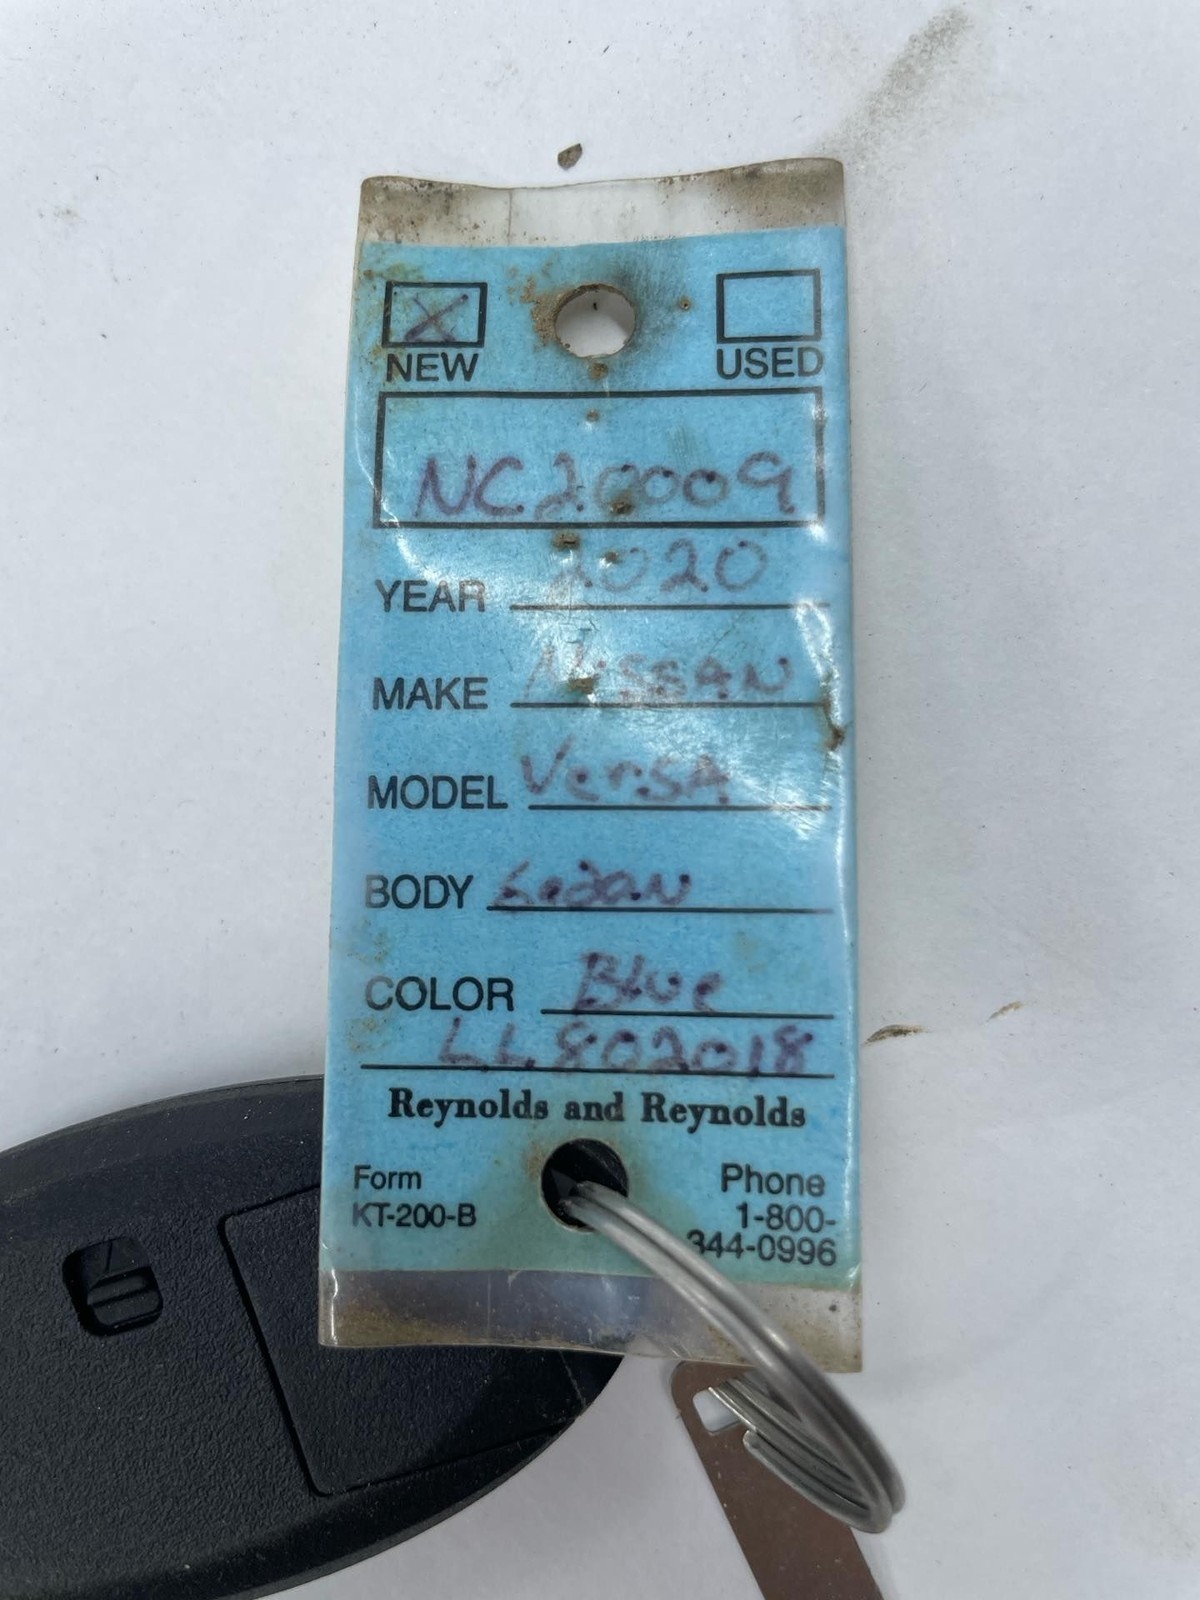 X
NEW USED
NC20009
YEAR 2020
MAKE NISSAN
MODEL VerSA
BODY SedaN
COLOR Blue
LL802018
Reynolds and Reynolds
Form Phone
KT-200-B 1-800-
344-0996